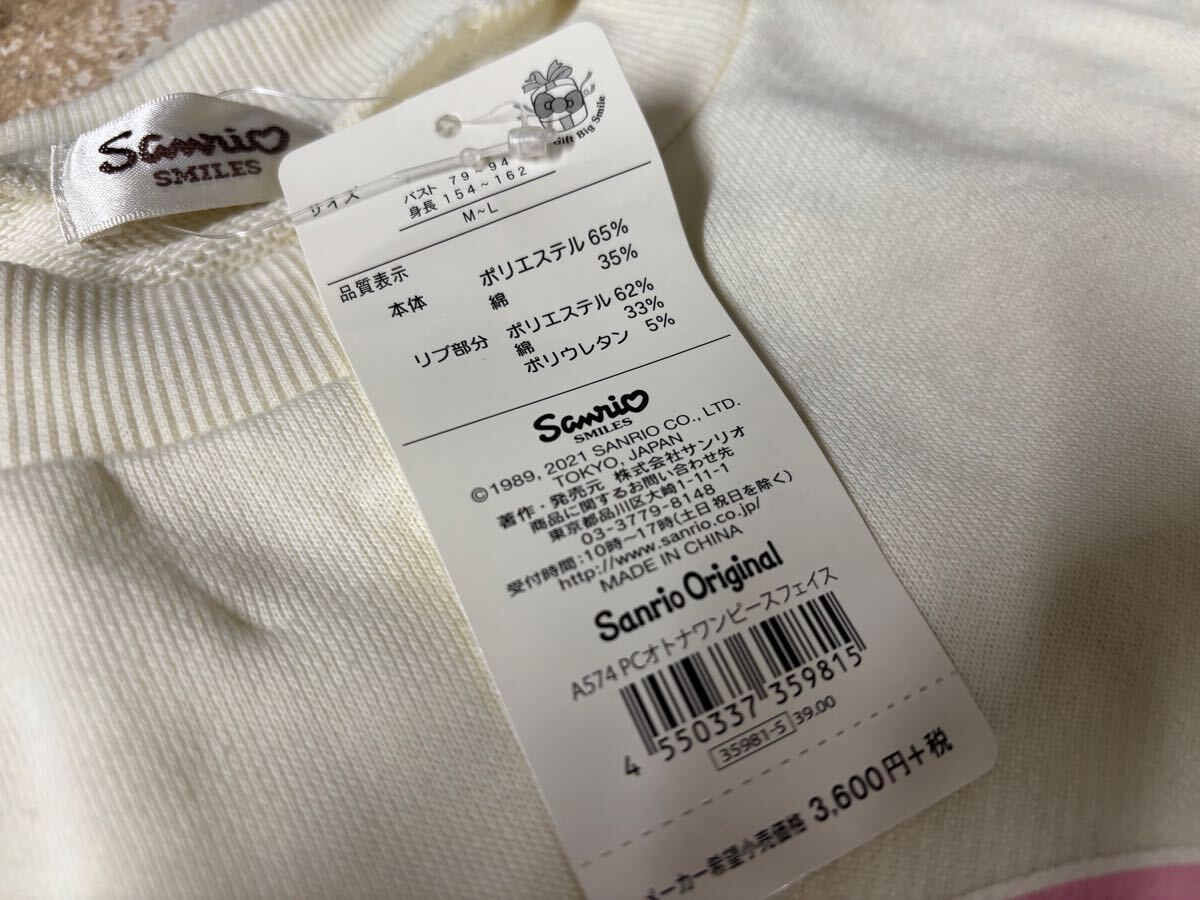 Sanrio
SMILES
Gift Big Smile
サイズ
バスト 79~94
身長 154~162
M~L
品質表示
本体 ポリエステル 65%
綿 35%
リブ部分 ポリエステル 62%
綿 33%
ポリウレタン 5%
Sanrio
SMILES
©1989, 2021 SANRIO CO., LTD.
TOKYO, JAPAN
著作・発売元 株式会社サンリオ
商品に関するお問い合わせ先
東京都品川区大崎1-11-1
03-3779-8148
受付時間:10時~17時(土日祝日を除く)
http://www.sanrio.co.jp/
MADE IN CHINA
Sanrio Original
A574 PCオトナワンピースフェイス
4 550337 359815
35981-5 39.00
メーカー希望小売価格 3,600円+税